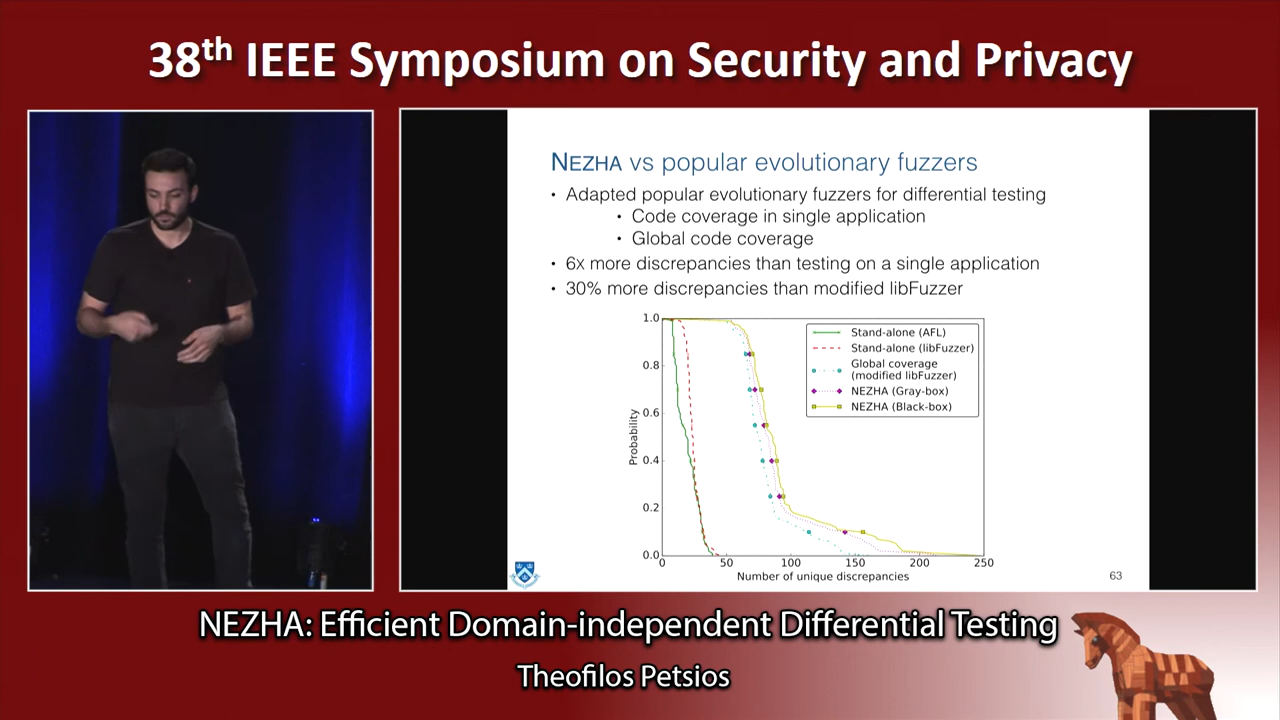 38th IEEE Symposium on Security and Privacy
NEZHA vs popular evolutionary fuzzers
• Adapted popular evolutionary fuzzers for differential testing
• Code coverage in single application
• Global code coverage
• 6x more discrepancies than testing on a single application
• 30% more discrepancies than modified libFuzzer
1.0
0.8
0.6
0.4
0.2
0.0
Probability
Stand-alone (AFL)
Stand-alone (libFuzzer)
Global coverage
(modified libFuzzer)
NEZHA (Gray-box)
NEZHA (Black-box)
0 50 100 150 200 250
Number of unique discrepancies
63
NEZHA: Efficient Domain-independent Differential Testing
Theofilos Petsios